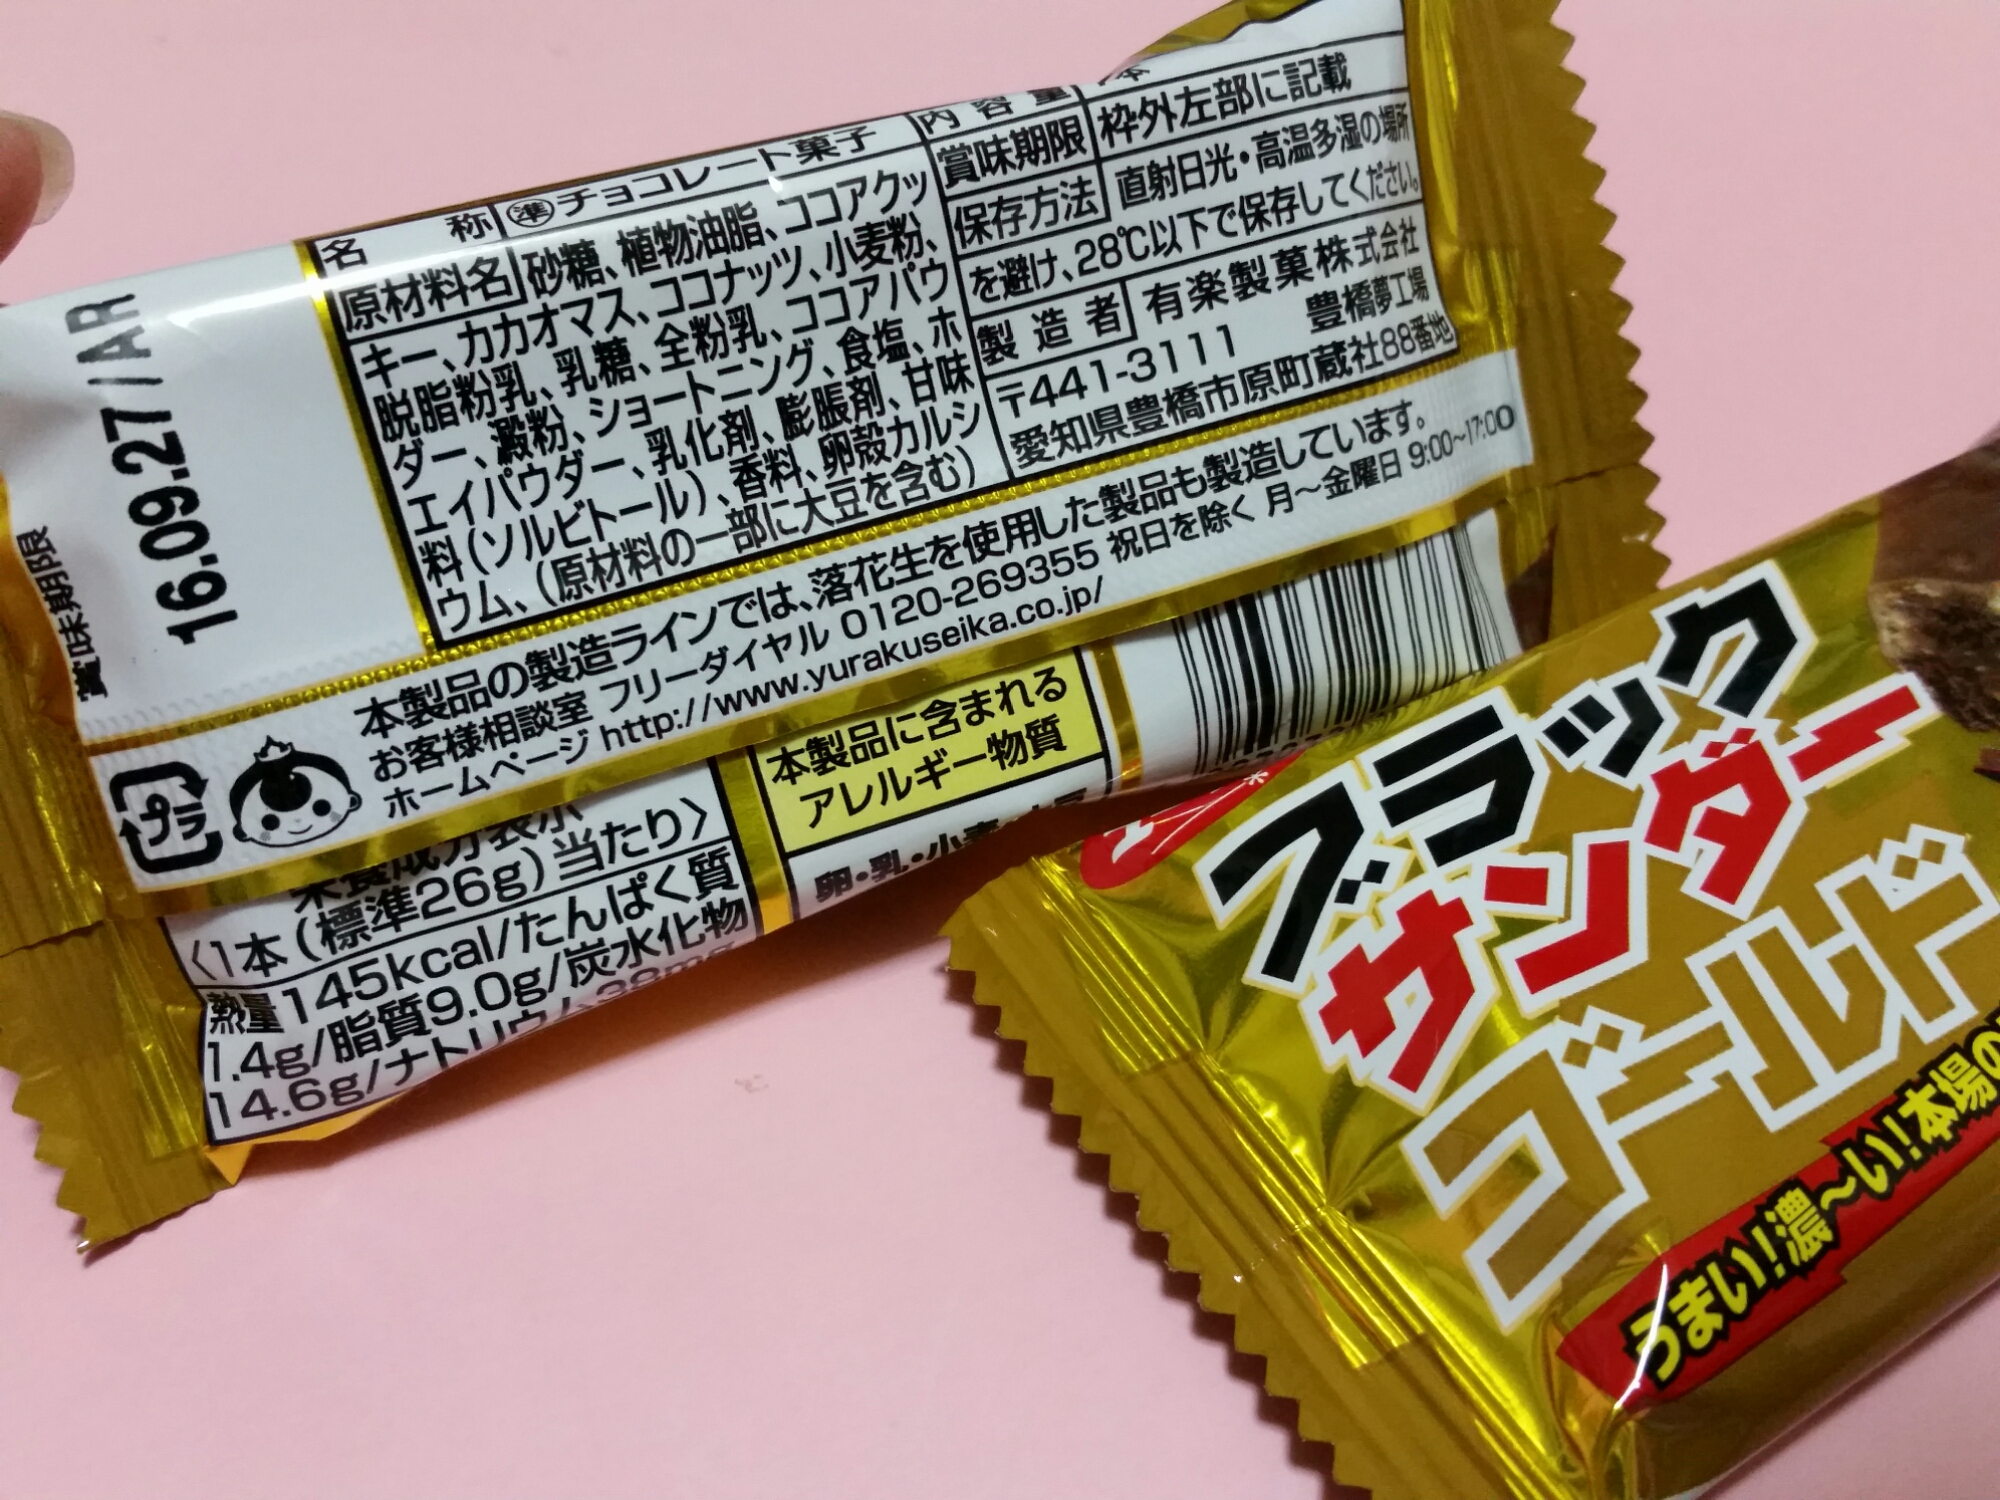 賞味期限
16.09.27/AR
名 称 準チョコレート菓子
原材料名 砂糖、植物油脂、ココアクッ
キー、カカオマス、ココナッツ、小麦粉、
脱脂粉乳、乳糖、全粉乳、ココアパウ
ダー、澱粉、ショートニング、食塩、ホ
エイパウダー、乳化剤、膨脹剤、甘味
料(ソルビトール)、香料、卵殻カルシ
ウム、(原材料の一部に大豆を含む)
内容量 本
賞味期限 枠外左部に記載
保存方法 直射日光・高温多湿の場所
を避け、28℃以下で保存してください。
製造者 有楽製菓株式会社
豊橋夢工場
〒441-3111
愛知県豊橋市原町蔵社88番地
本製品の製造ラインでは、落花生を使用した製品も製造しています。
お客様相談室 フリーダイヤル 0120-269355 祝日を除く 月~金曜日 9:00~17:00
ホームページ http://www.yurakuseika.co.jp/
プラ
栄養成分表示
〈1本(標準26g)当たり〉
熱量145kcal/たんぱく質
1.4g/脂質9.0g/炭水化物
14.6g/ナトリウム38mg
本製品に含まれる
アレルギー物質
卵・乳・小麦
ブラック
サンダー
ゴールド
うまい!濃~い!本場の